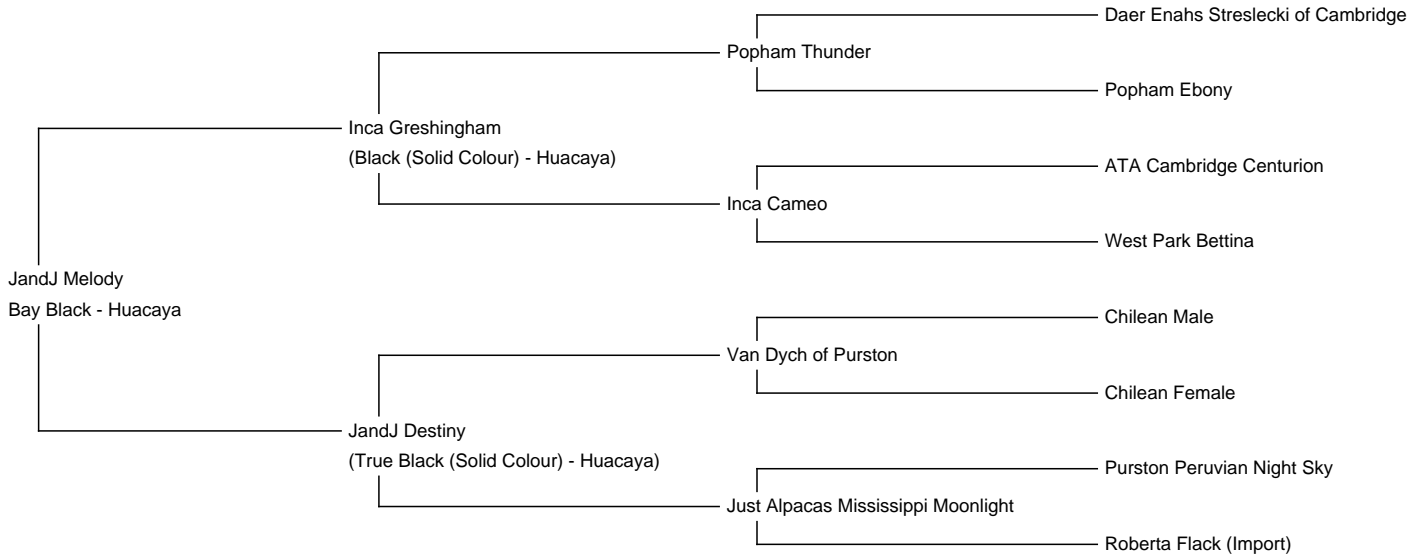 Daer Enahs Streslecki of Cambridge
Popham Thunder
Popham Ebony
Inca Greshingham
(Black (Solid Colour) - Huacaya)
ATA Cambridge Centurion
Inca Cameo
West Park Bettina
JandJ Melody
Bay Black - Huacaya
Chilean Male
Van Dych of Purston
Chilean Female
JandJ Destiny
(True Black (Solid Colour) - Huacaya)
Purston Peruvian Night Sky
Just Alpacas Mississippi Moonlight
Roberta Flack (Import)